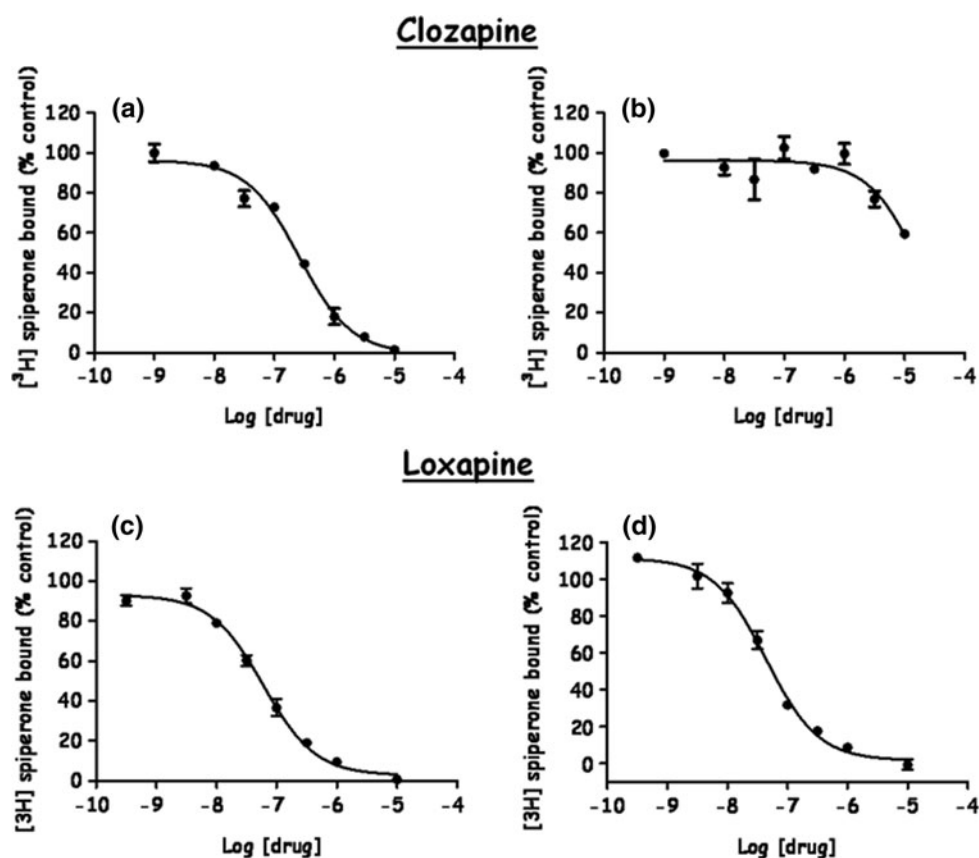 Clozapine
(a)
[³H] spiperone bound (% control)
120
100
80
60
40
20
0
-10 -9 -8 -7 -6 -5 -4
Log [drug]
(b)
[³H] spiperone bound (% control)
120
100
80
60
40
20
0
-10 -9 -8 -7 -6 -5 -4
Log [drug]
Loxapine
(c)
[3H] spiperone bound (% control)
120
100
80
60
40
20
0
-10 -9 -8 -7 -6 -5 -4
Log [drug]
(d)
[3H] spiperone bound (% control)
120
100
80
60
40
20
0
-10 -9 -8 -7 -6 -5 -4
Log [drug]